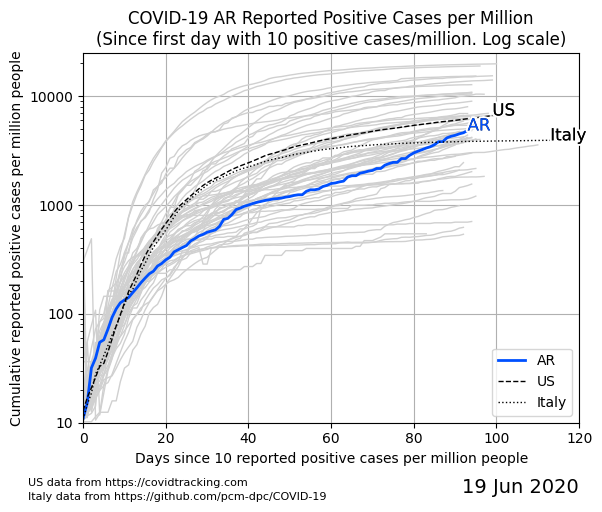 COVID-19 AR Reported Positive Cases per Million
(Since first day with 10 positive cases/million. Log scale)
Cumulative reported positive cases per million people
10000
1000
100
10
US
AR
Italy
AR
US
Italy
0 20 40 60 80 100 120
Days since 10 reported positive cases per million people
US data from https://covidtracking.com
Italy data from https://github.com/pcm-dpc/COVID-19
19 Jun 2020